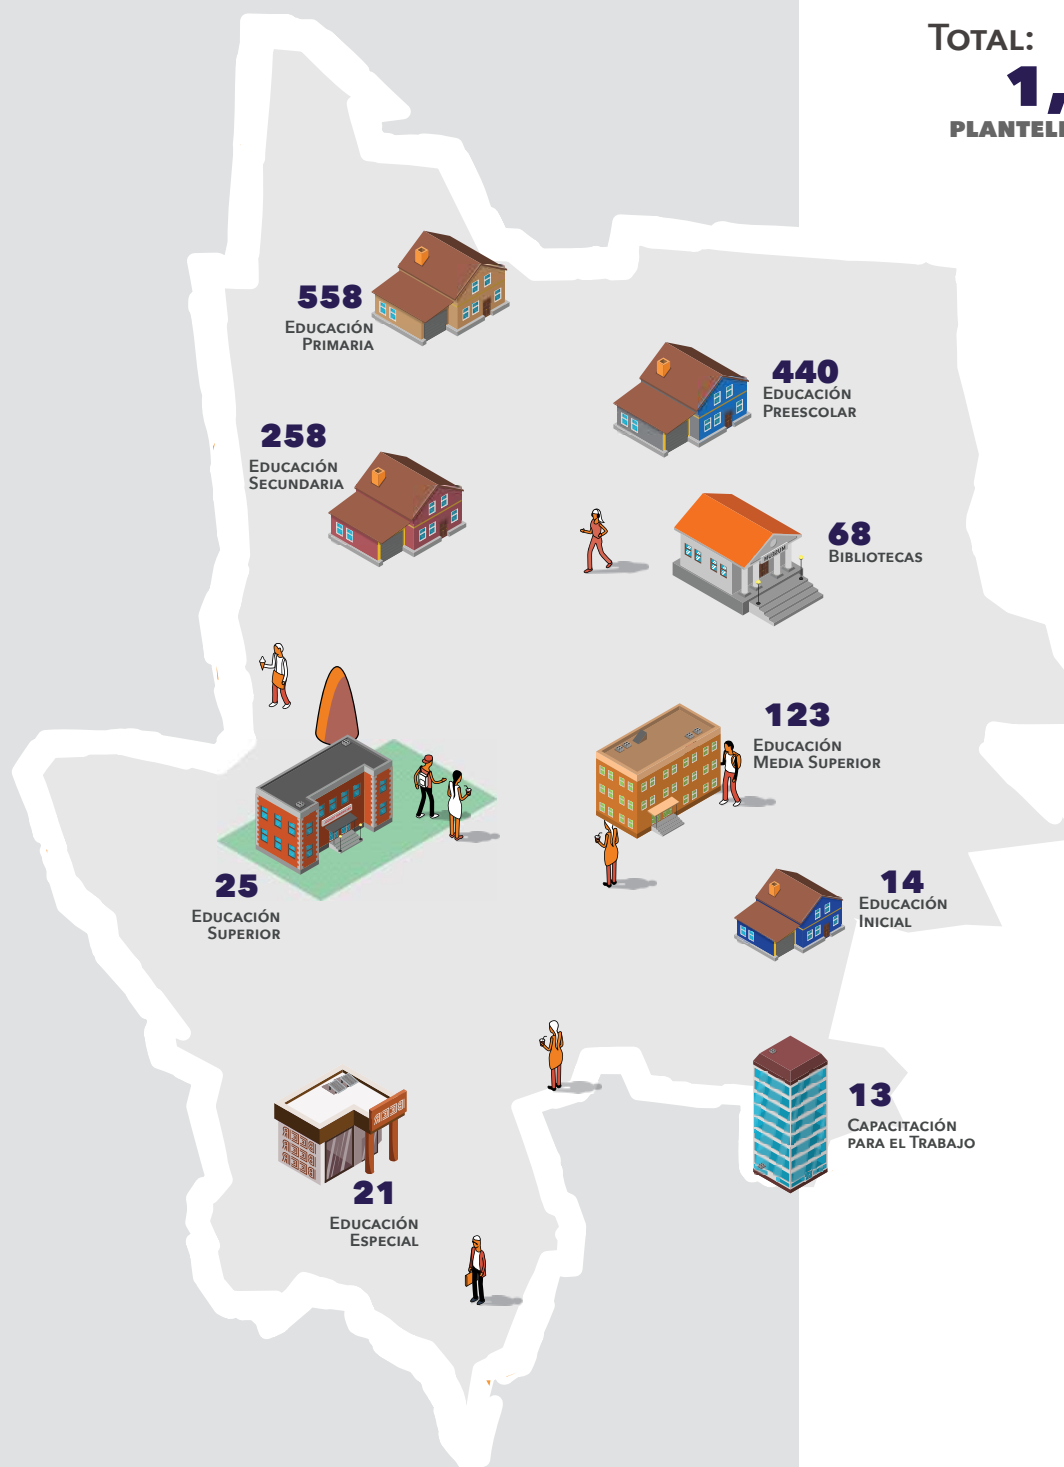 TOTAL:
1,
PLANTEL
558
EDUCACIÓN
PRIMARIA
440
EDUCACIÓN
PREESCOLAR
258
EDUCACIÓN
SECUNDARIA
68
BIBLIOTECAS
MUSEUM
123
EDUCACIÓN
MEDIA SUPERIOR
25
EDUCACIÓN
SUPERIOR
14
EDUCACIÓN
INICIAL
13
CAPACITACIÓN
PARA EL TRABAJO
21
EDUCACIÓN
ESPECIAL